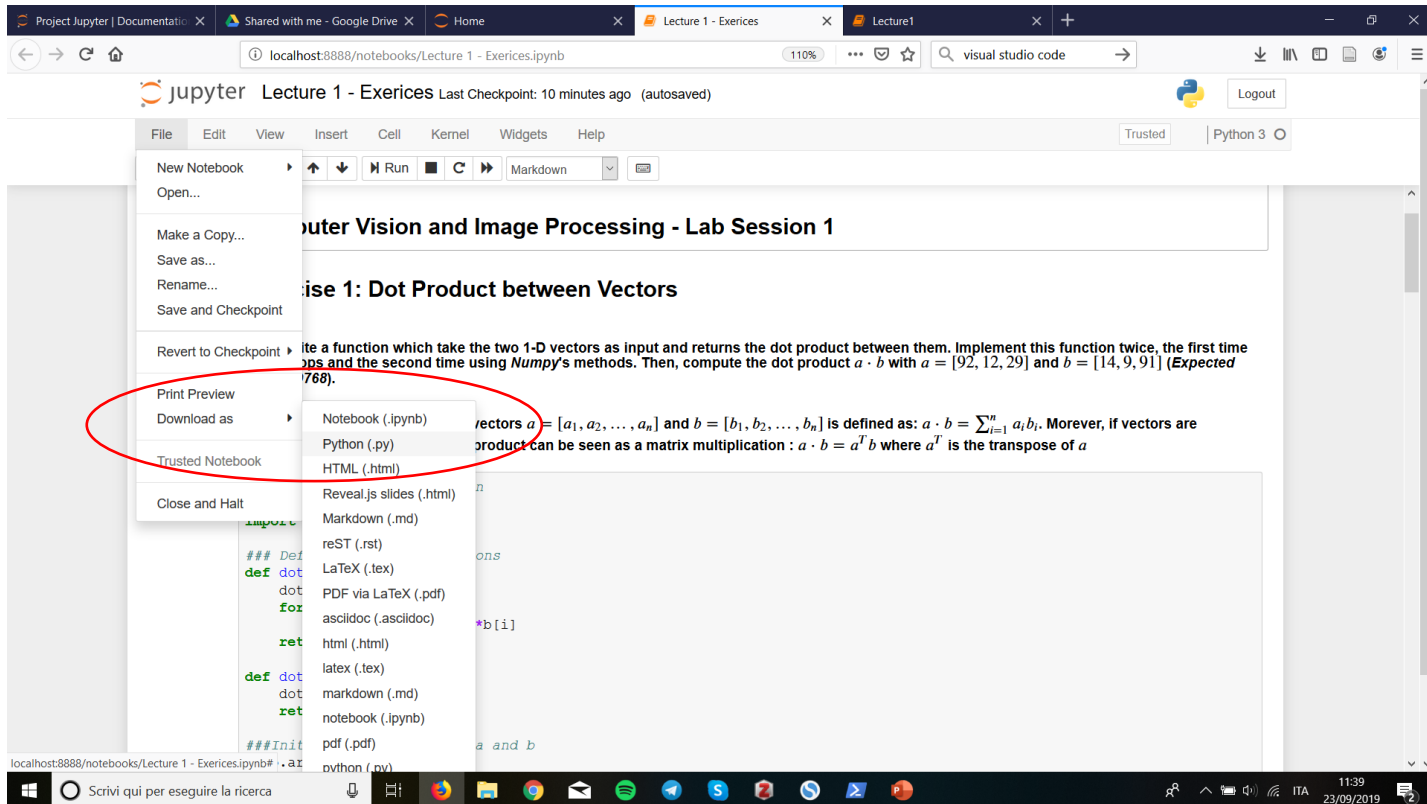 Project Jupyter | Documentatio
Shared with me - Google Drive
Home
Lecture 1 - Exerices
Lecture1
localhost:8888/notebooks/Lecture 1 - Exerices.ipynb
110%
visual studio code
jupyter Lecture 1 - Exerices Last Checkpoint: 10 minutes ago (autosaved)
Logout
File Edit View Insert Cell Kernel Widgets Help
Trusted
Python 3
Run
Markdown
New Notebook
Open...
Make a Copy...
Save as...
Rename...
Save and Checkpoint
Revert to Checkpoint
Print Preview
Download as
Trusted Notebook
Close and Halt
Notebook (.ipynb)
Python (.py)
HTML (.html)
Reveal.js slides (.html)
Markdown (.md)
reST (.rst)
LaTeX (.tex)
PDF via LaTeX (.pdf)
asciidoc (.asciidoc)
html (.html)
latex (.tex)
markdown (.md)
notebook (.ipynb)
pdf (.pdf)
python (.py)
outer Vision and Image Processing - Lab Session 1
ise 1: Dot Product between Vectors
ite a function which take the two 1-D vectors as input and returns the dot product between them. Implement this function twice, the first time
ops and the second time using Numpy's methods. Then, compute the dot product a · b with a = [92, 12, 29] and b = [14, 9, 91] (Expected
768).
vectors a = [a₁, a₂, … , aₙ] and b = [b₁, b₂, … , bₙ] is defined as: a · b = ∑ⁿᵢ₌₁ aᵢbᵢ. Morever, if vectors are
product can be seen as a matrix multiplication : a · b = aᵀb where aᵀ is the transpose of a
n
import
### Def ons
def dot
dot
for
*b[i]
ret
def dot
dot
ret
###Init a and b
.ar
localhost:8888/notebooks/Lecture 1 - Exerices.ipynb#
Scrivi qui per eseguire la ricerca
ITA
11:39
23/09/2019